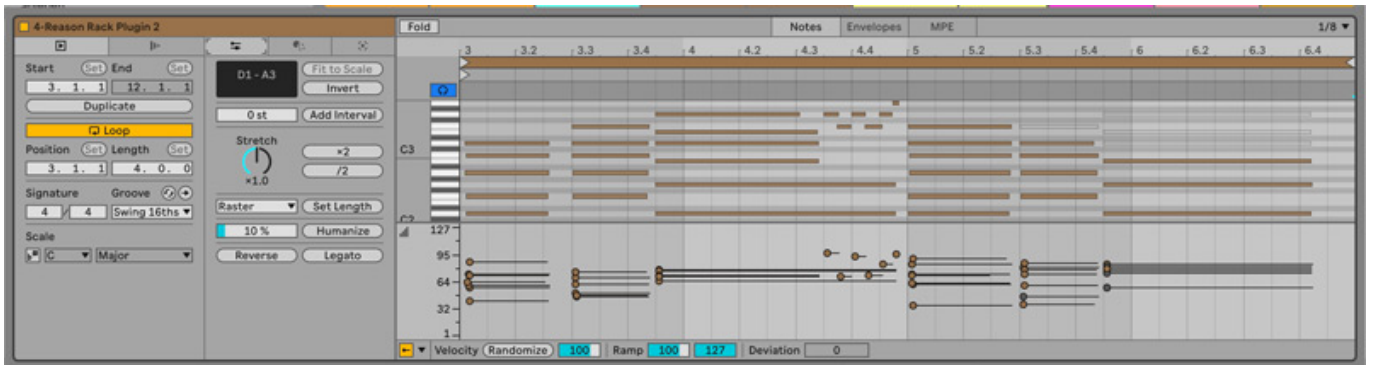 4-Reason Rack Plugin 2
Fold
Notes Envelopes MPE
1/8
3 3.2 3.3 3.4 4 4.2 4.3 4.4 5 5.2 5.3 5.4 6 6.2 6.3 6.4
Start Set End Set
3. 1. 1 12. 1. 1
Duplicate
Loop
Position Set Length Set
3. 1. 1 4. 0. 0
Signature Groove
4 / 4 Swing 16ths
Scale
C Major
D1 - A3 Fit to Scale
Invert
0 st Add Interval
Stretch
×2
/2
×1.0
Raster Set Length
10 % Humanize
Reverse Legato
C3
C2
127
95
64
32
1
Velocity Randomize 100 Ramp 100 127 Deviation 0